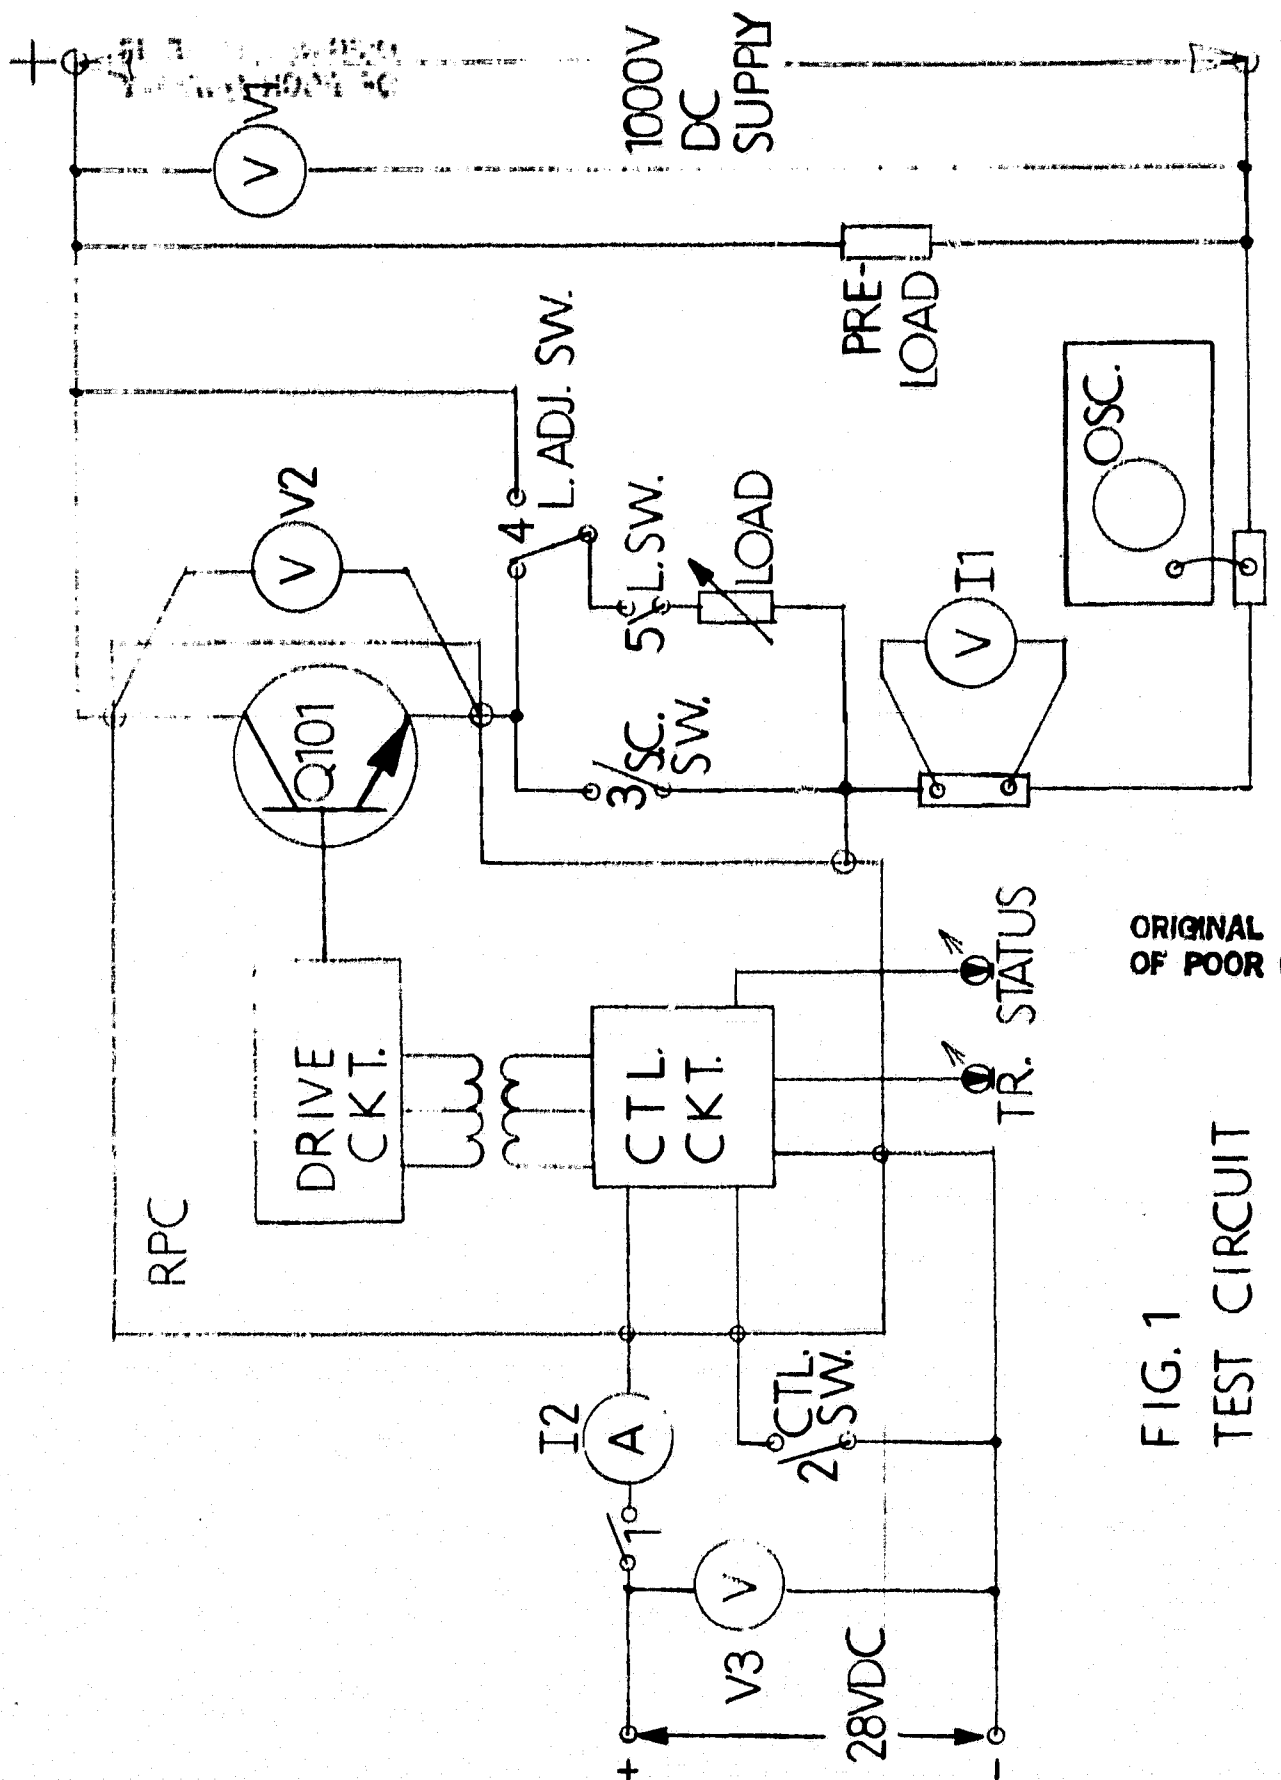 +
V1
1000V
DC
SUPPLY
V
PRE-
LOAD
L. ADJ. SW.
V2
V
4
L. SW.
5
LOAD
OSC.
I1
V
Q101
3
SC.
SW.
DRIVE
CKT.
CTL.
CKT.
STATUS
TR.
RPC
ORIGINAL
OF POOR
I2
A
1
CTL.
SW.
2
V3
V
28VDC
+
-
FIG. 1
TEST CIRCUIT